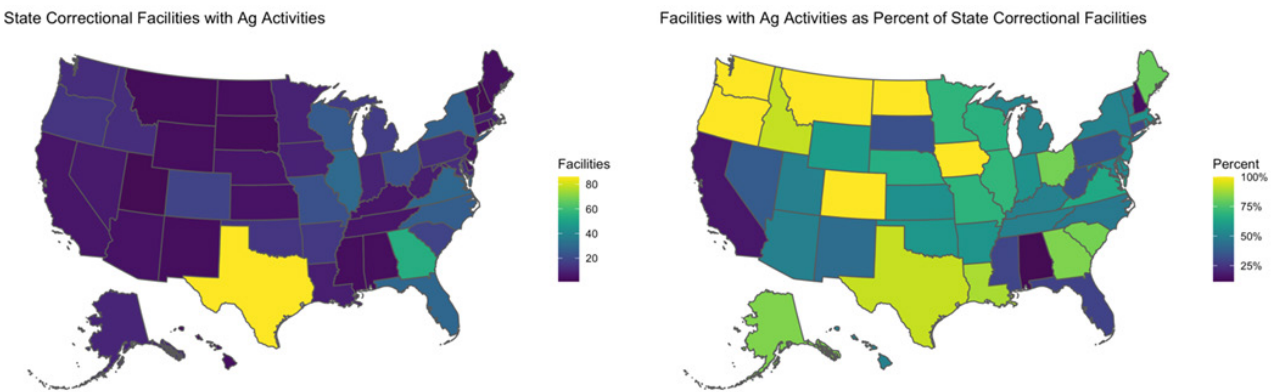 State Correctional Facilities with Ag Activities
Facilities
80
60
40
20
Facilities with Ag Activities as Percent of State Correctional Facilities
Percent
100%
75%
50%
25%